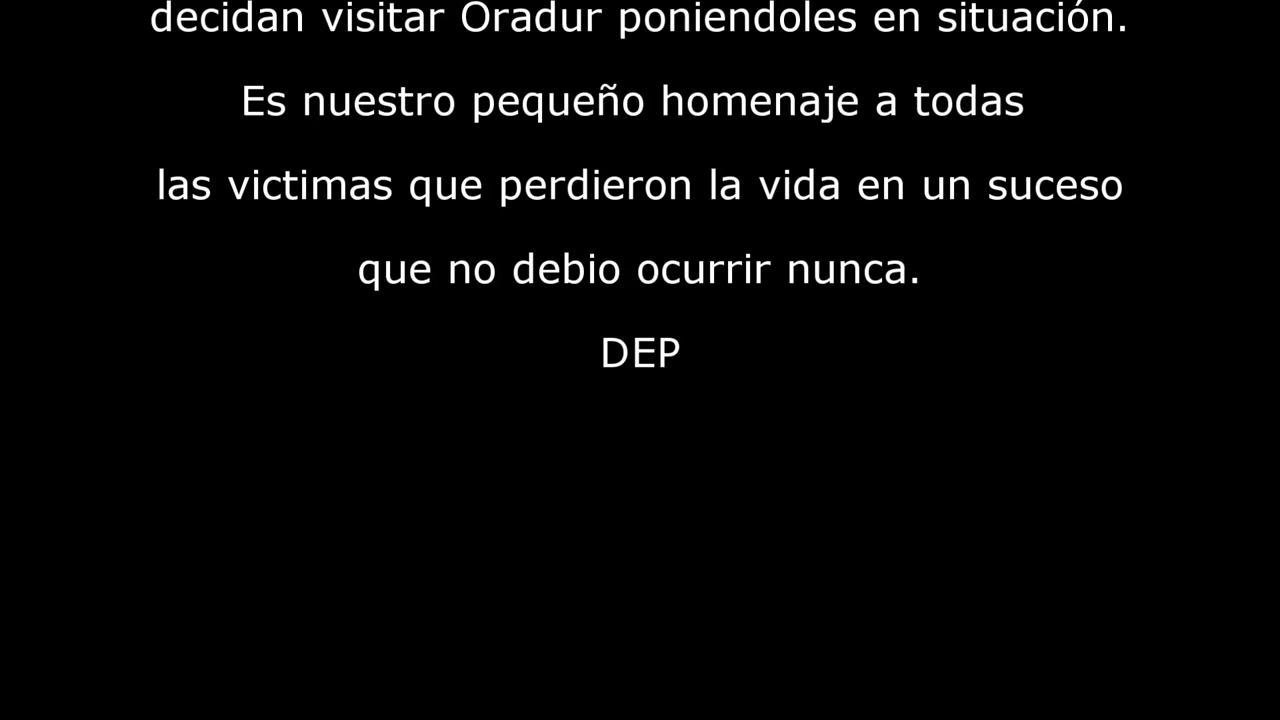 decidan visitar Oradur poniendoles en situación.
Es nuestro pequeño homenaje a todas
las victimas que perdieron la vida en un suceso
que no debio ocurrir nunca.
DEP